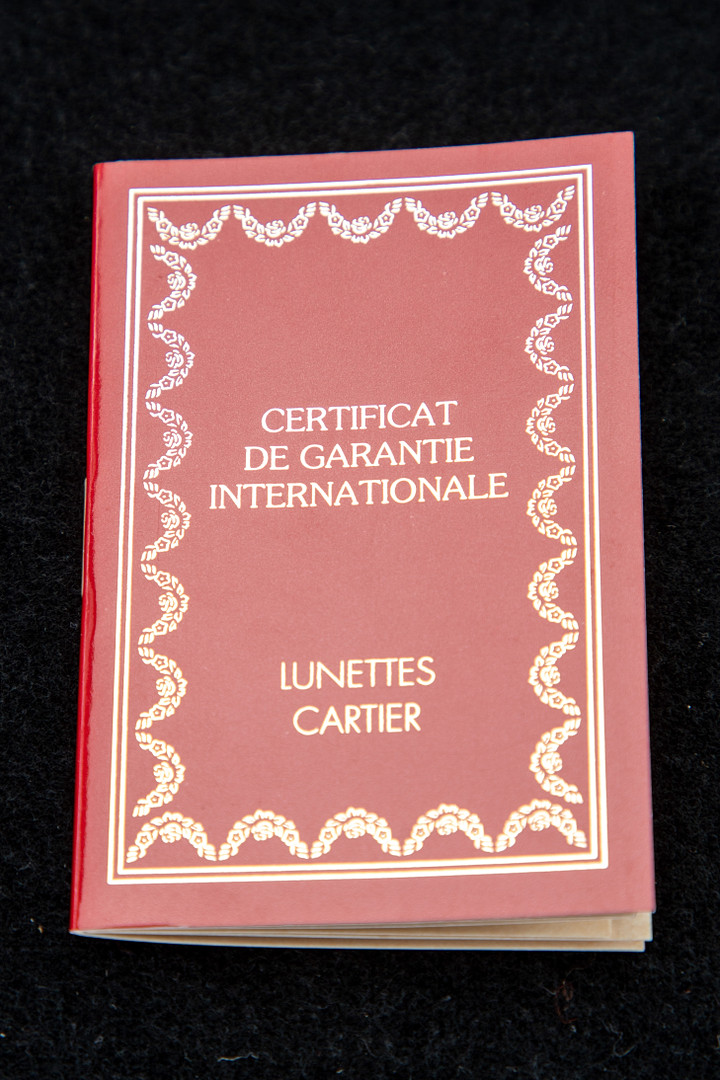 CERTIFICAT
DE GARANTIE
INTERNATIONALE
LUNETTES
CARTIER